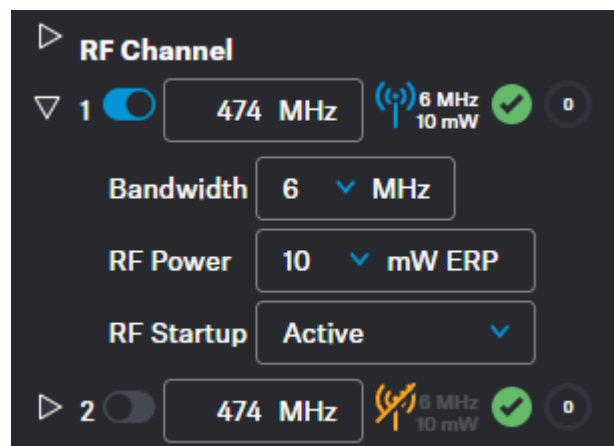 RF Channel
1 474 MHz 6 MHz 0
10 mW
Bandwidth 6 MHz
RF Power 10 mW ERP
RF Startup Active
2 474 MHz 6 MHz 0
10 mW